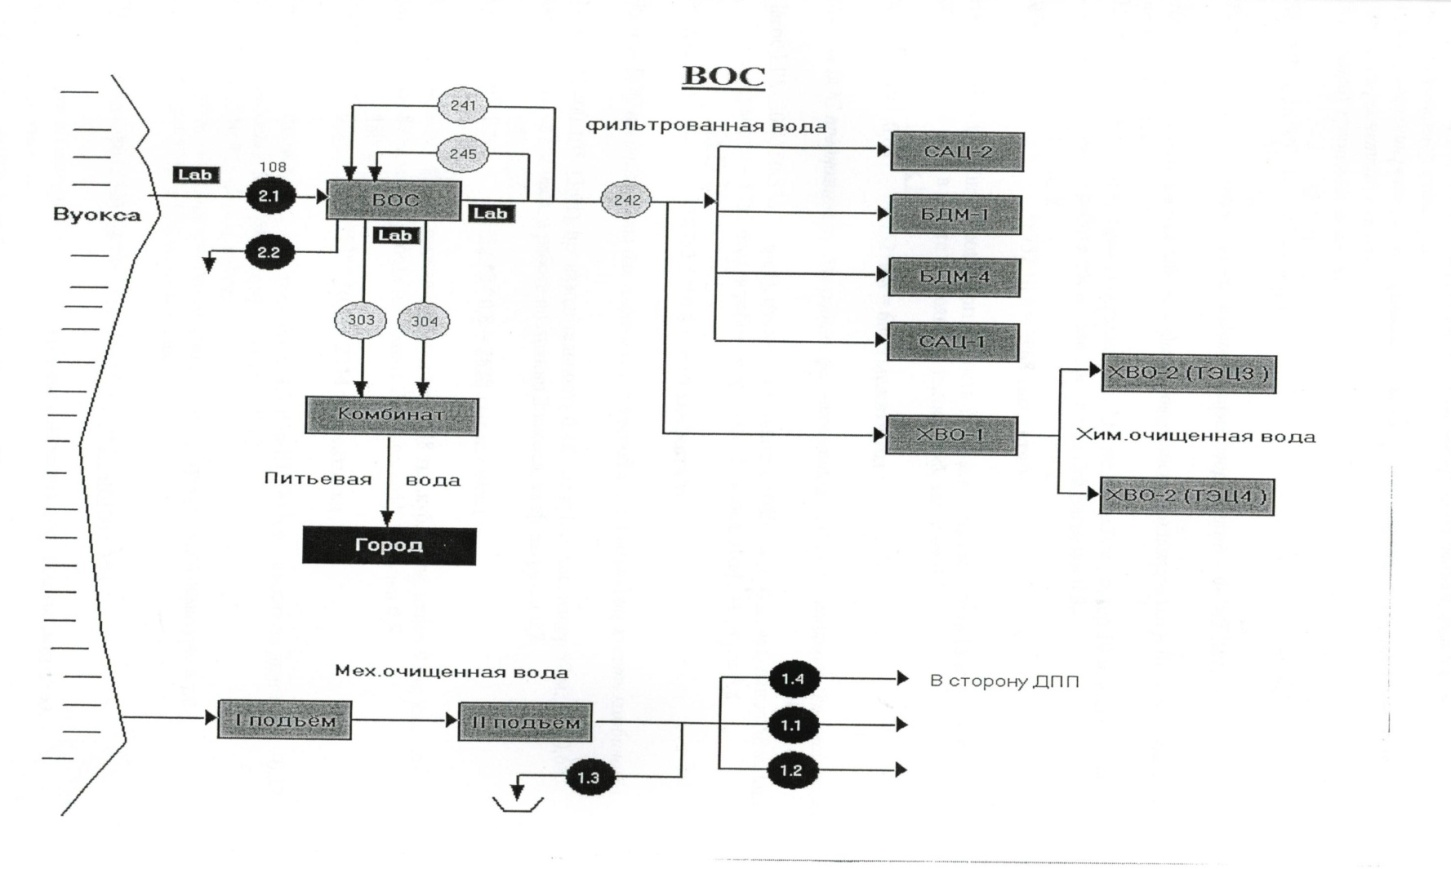 ВОС
241
фильтрованная вода
245
САЦ-2
108
Lab
2.1
ВОС
242
Lab
БДМ-1
Вуокса
Lab
2.2
БДМ-4
303
304
САЦ-1
ХВО-2 (ТЭЦ3 )
Комбинат
ХВО-1
Хим.очищенная вода
Питьевая вода
ХВО-2 (ТЭЦ4 )
Город
Мех.очищенная вода
1.4
В сторону ДПП
I подъём
II подъём
1.1
1.3
1.2